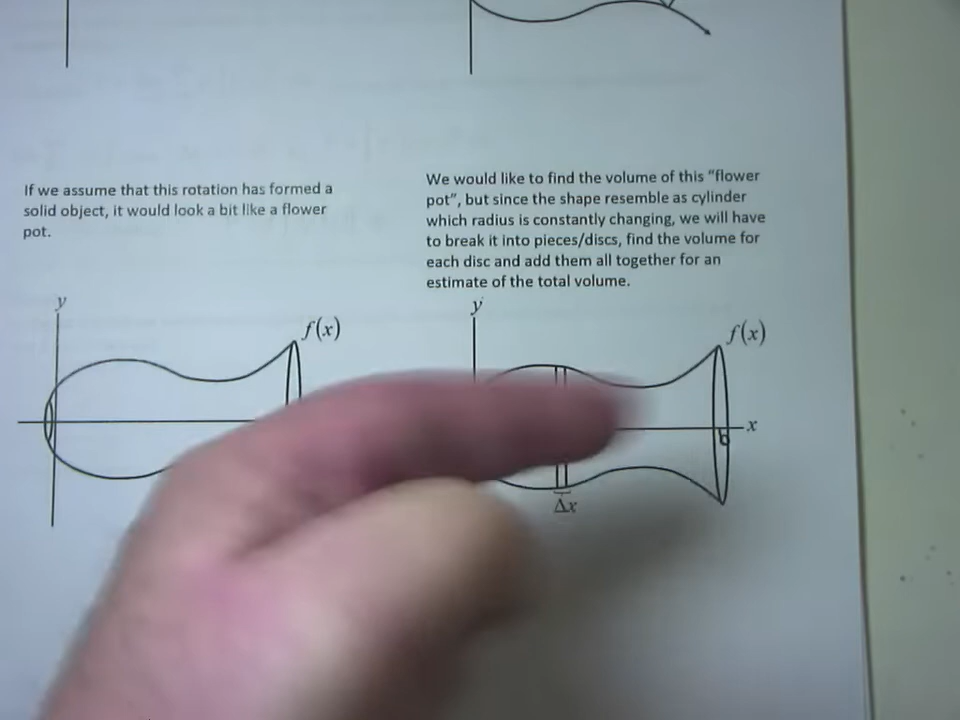 If we assume that this rotation has formed a
solid object, it would look a bit like a flower
pot.
We would like to find the volume of this "flower
pot", but since the shape resemble as cylinder
which radius is constantly changing, we will have
to break it into pieces/discs, find the volume for
each disc and add them all together for an
estimate of the total volume.
y
f(x)
y
f(x)
x
b
Δx